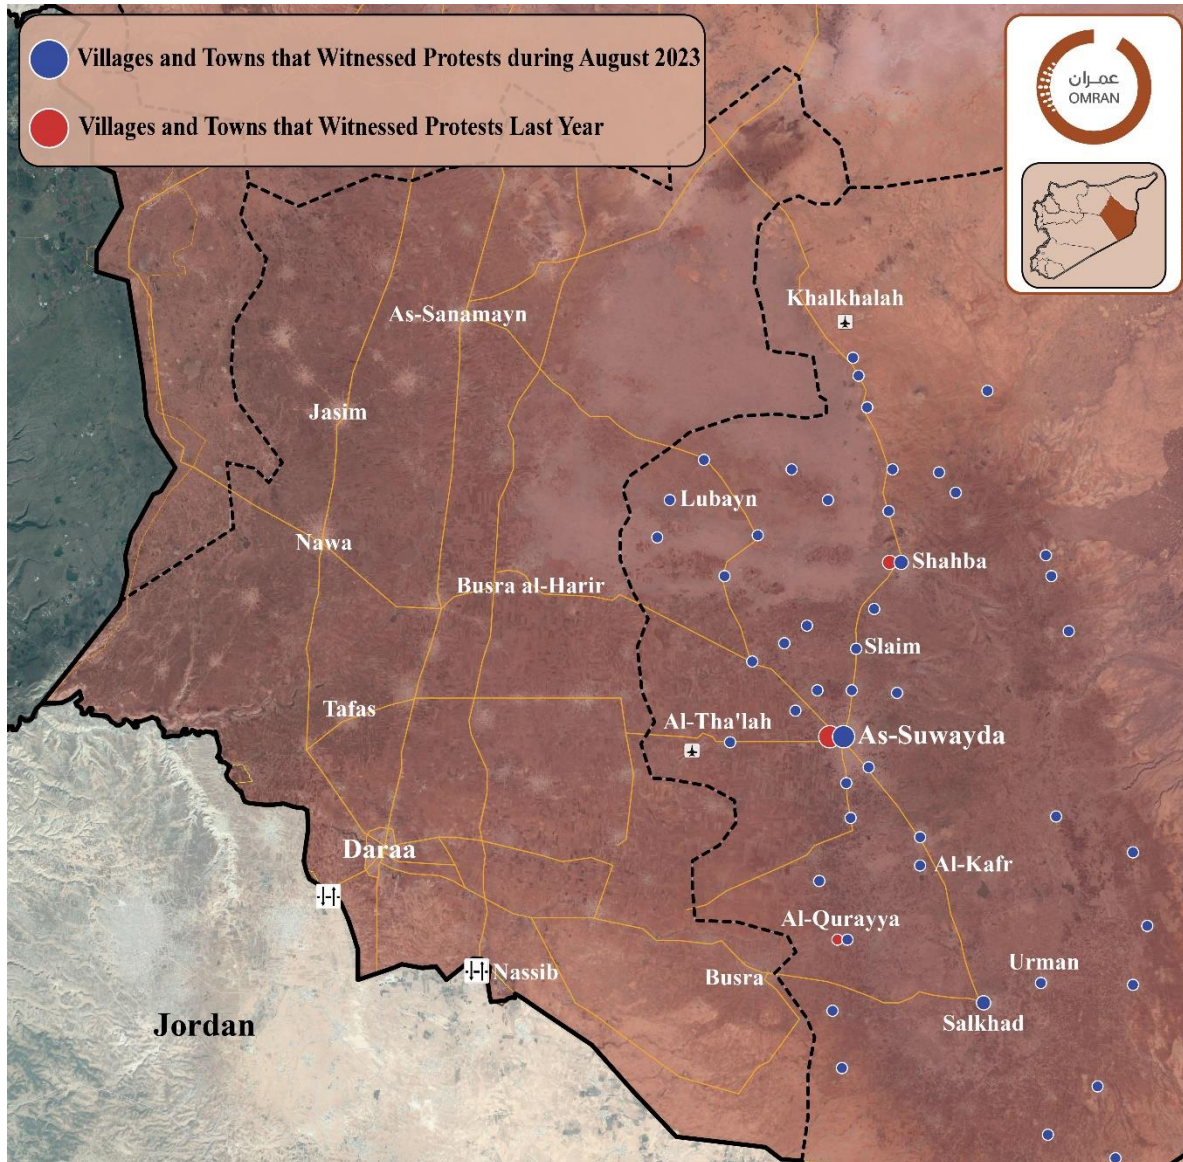 Villages and Towns that Witnessed Protests during August 2023
Villages and Towns that Witnessed Protests Last Year
عمران
OMRAN
Khalkhalah
As-Sanamayn
Jasim
Lubayn
Nawa
Shahba
Busra al-Harir
Slaim
Tafas
Al-Tha'lah
As-Suwayda
Daraa
Al-Kafr
Al-Qurayya
Urman
Nassib
Busra
Salkhad
Jordan